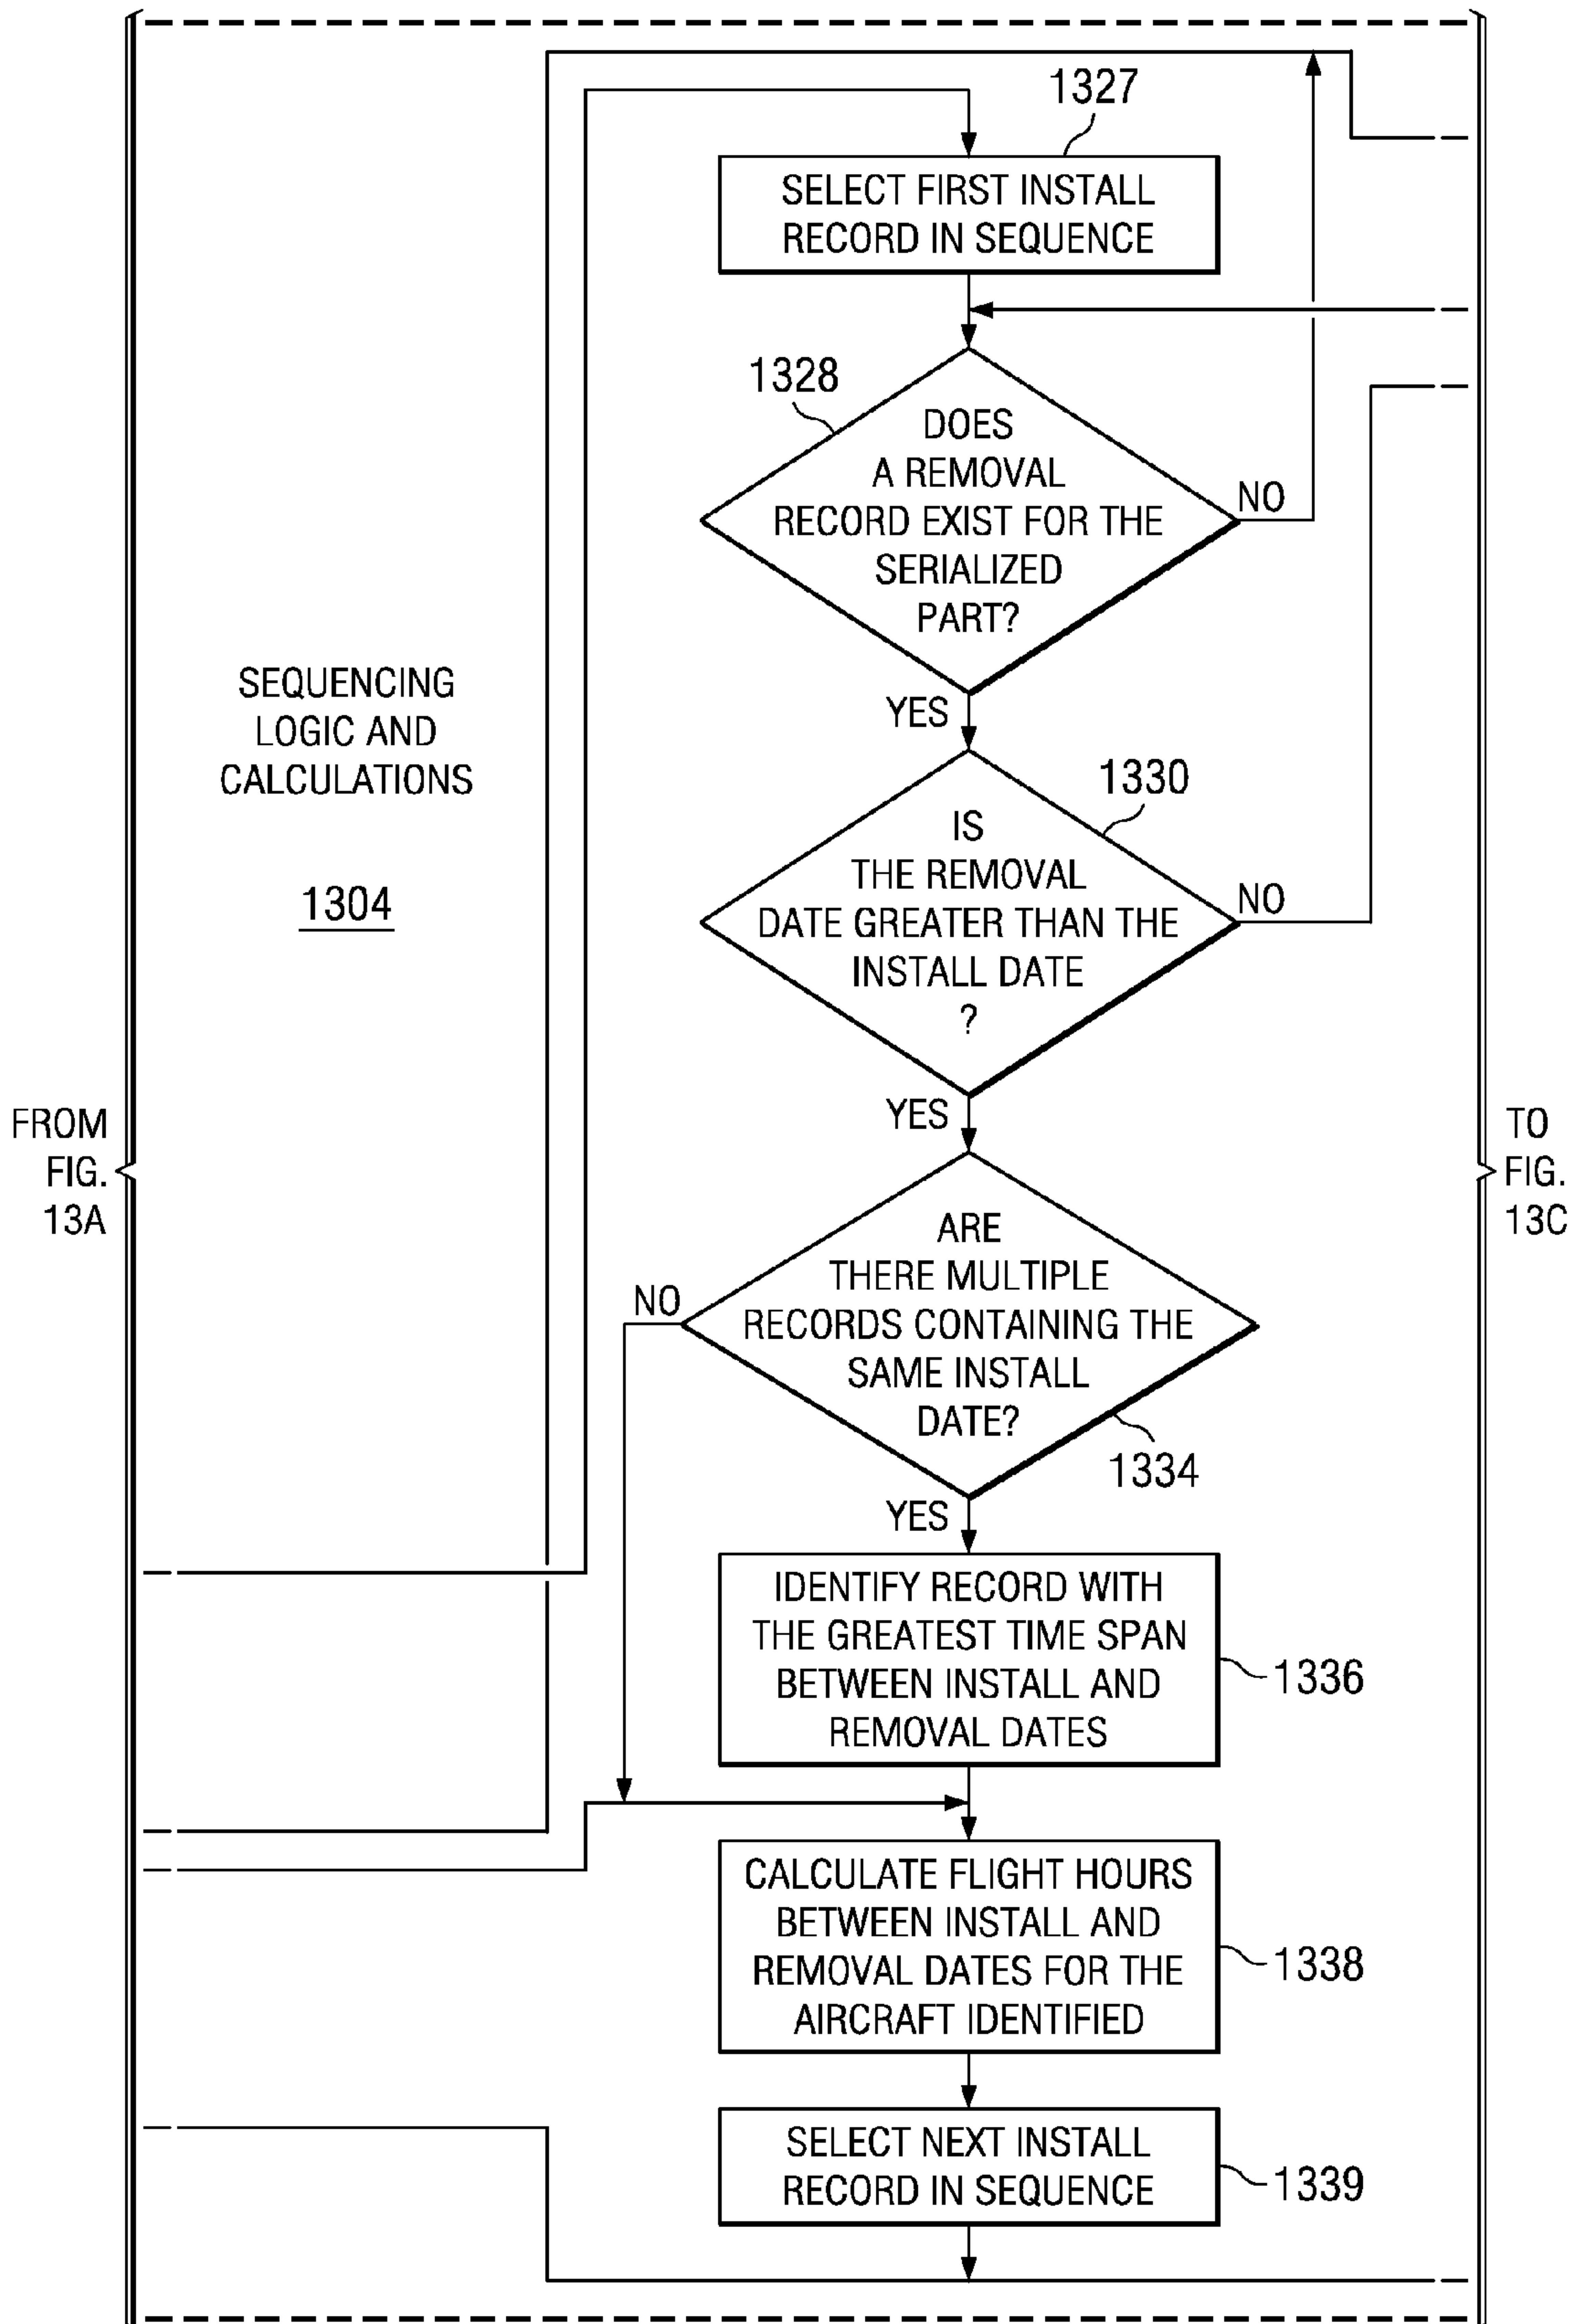 1327
SELECT FIRST INSTALL
RECORD IN SEQUENCE
1328
DOES
A REMOVAL
RECORD EXIST FOR THE
SERIALIZED
PART?
NO
YES
SEQUENCING
LOGIC AND
CALCULATIONS
1304
1330
IS
THE REMOVAL
DATE GREATER THAN THE
INSTALL DATE
?
NO
YES
FROM
FIG.
13A
TO
FIG.
13C
ARE
THERE MULTIPLE
RECORDS CONTAINING THE
SAME INSTALL
DATE?
NO
1334
YES
IDENTIFY RECORD WITH
THE GREATEST TIME SPAN
BETWEEN INSTALL AND
REMOVAL DATES
1336
CALCULATE FLIGHT HOURS
BETWEEN INSTALL AND
REMOVAL DATES FOR THE
AIRCRAFT IDENTIFIED
1338
SELECT NEXT INSTALL
RECORD IN SEQUENCE
1339